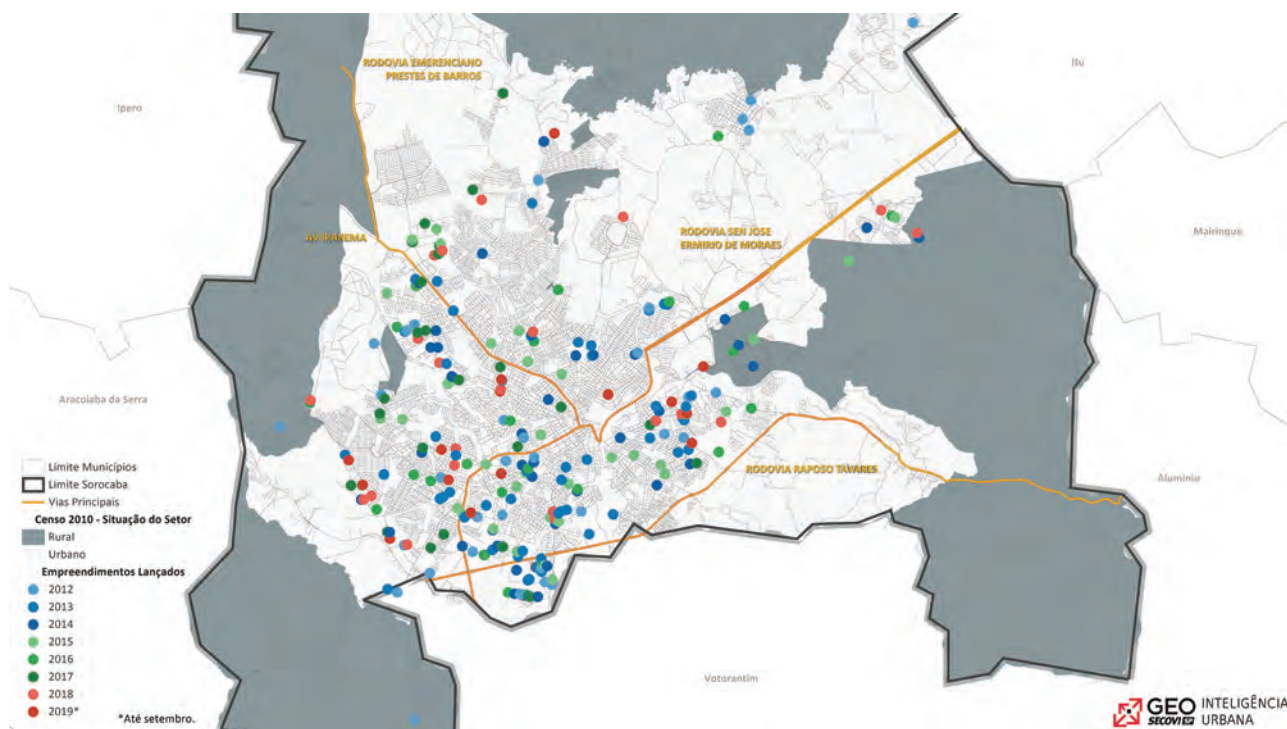 RODOVIA EMERENCIANO
PRESTES DE BARROS
Itu
Ipero
AV. IPANEMA
RODOVIA SEN JOSE
ERMIRIO DE MORAES
Mairinque
Aracoiaba da Serra
RODOVIA RAPOSO TAVARES
Aluminio
Votorantim
Límite Municípios
Limite Sorocaba
Vias Principais
Censo 2010 - Situação do Setor
Rural
Urbano
Empreendimentos Lançados
2012
2013
2014
2015
2016
2017
2018
2019*
*Até setembro.
GEO
SECOVI SP
INTELIGÊNCIA
URBANA